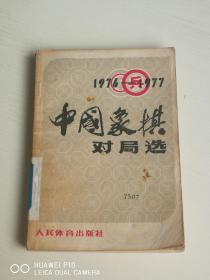 1976—1977
兵
中国象棋
对局选
7507
人民体育出版社
HUAWEI P10
LEICA DUAL CAMERA